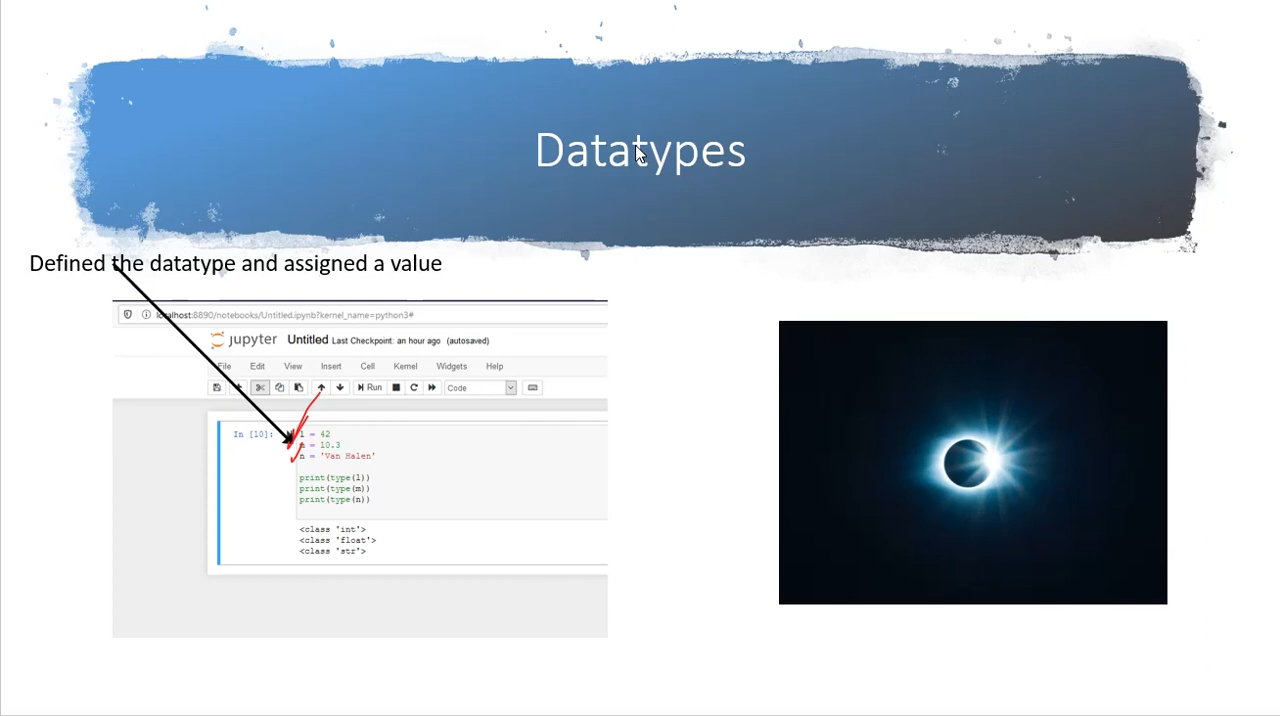 Datatypes
Defined the datatype and assigned a value
localhost:8890/notebooks/Untitled.ipynb?kernel_name=python3#
jupyter Untitled Last Checkpoint: an hour ago (autosaved)
File Edit View Insert Cell Kernel Widgets Help
Run Code
In [10]: l = 42
= 10.3
n = 'Van Halen'
print(type(l))
print(type(m))
print(type(n))
<class 'int'>
<class 'float'>
<class 'str'>